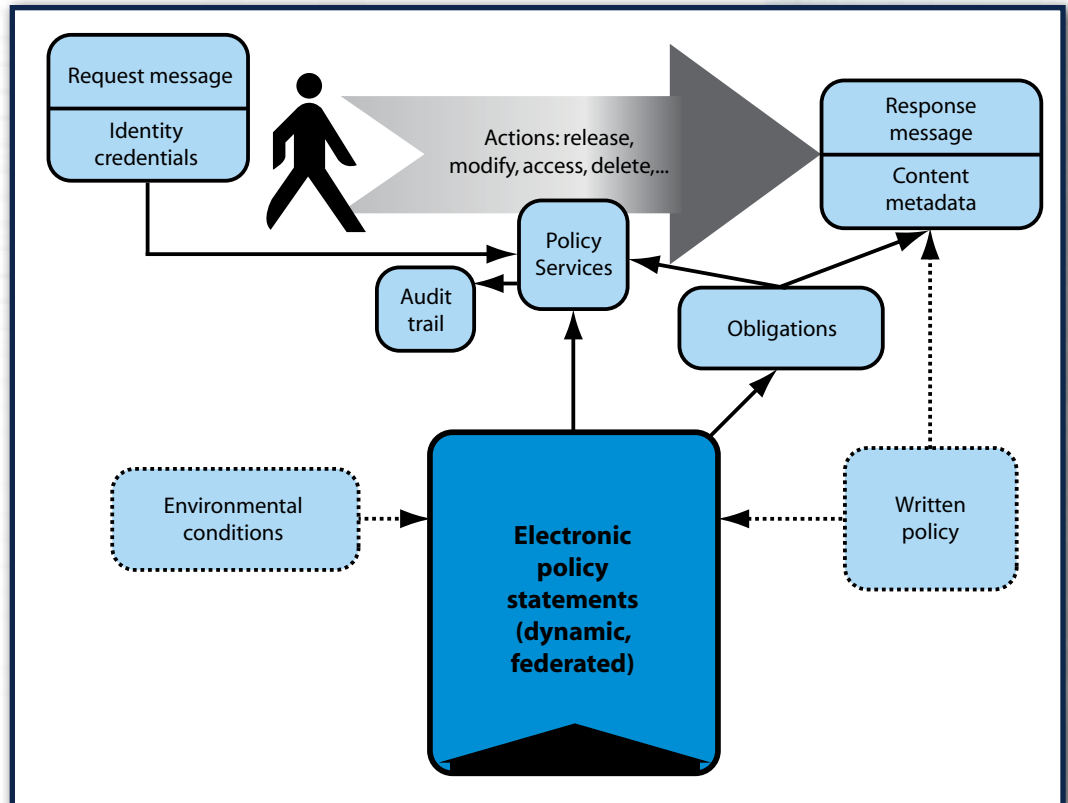 Request message
Identity
credentials
Actions: release,
modify, access, delete,...
Response
message
Content
metadata
Policy
Services
Audit
trail
Obligations
Environmental
conditions
Electronic
policy
statements
(dynamic,
federated)
Written
policy